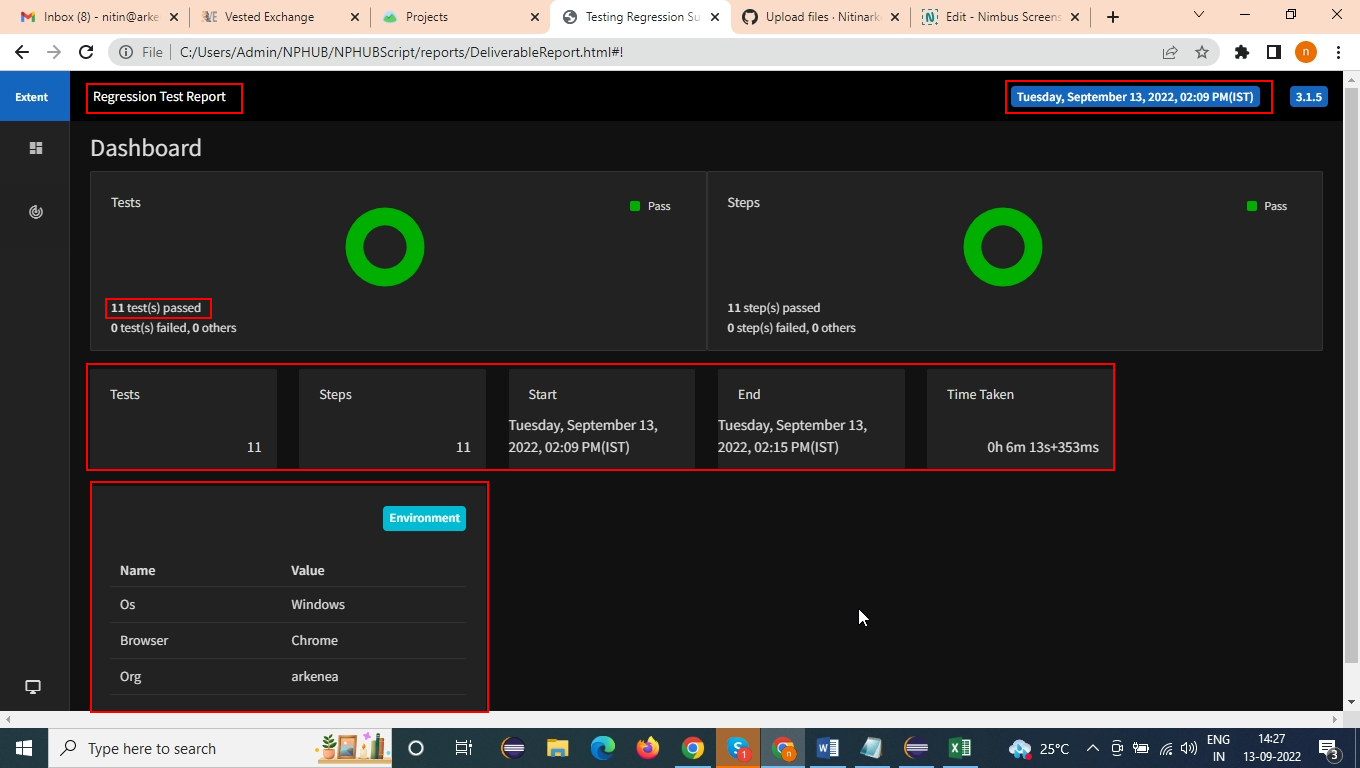 Inbox (8) - nitin@arke
Vested Exchange
Projects
Testing Regression Su
Upload files · Nitinark
Edit - Nimbus Screens
File
C:/Users/Admin/NPHUB/NPHUBScript/reports/DeliverableReport.html#!
n
Extent
Regression Test Report
Tuesday, September 13, 2022, 02:09 PM(IST)
3.1.5
Dashboard
Tests
Pass
11 test(s) passed
0 test(s) failed, 0 others
Steps
Pass
11 step(s) passed
0 step(s) failed, 0 others
Tests
11
Steps
11
Start
Tuesday, September 13,
2022, 02:09 PM(IST)
End
Tuesday, September 13,
2022, 02:15 PM(IST)
Time Taken
0h 6m 13s+353ms
Environment
Name Value
Os Windows
Browser Chrome
Org arkenea
Type here to search
1
n
25°C
ENG
IN
14:27
13-09-2022
3